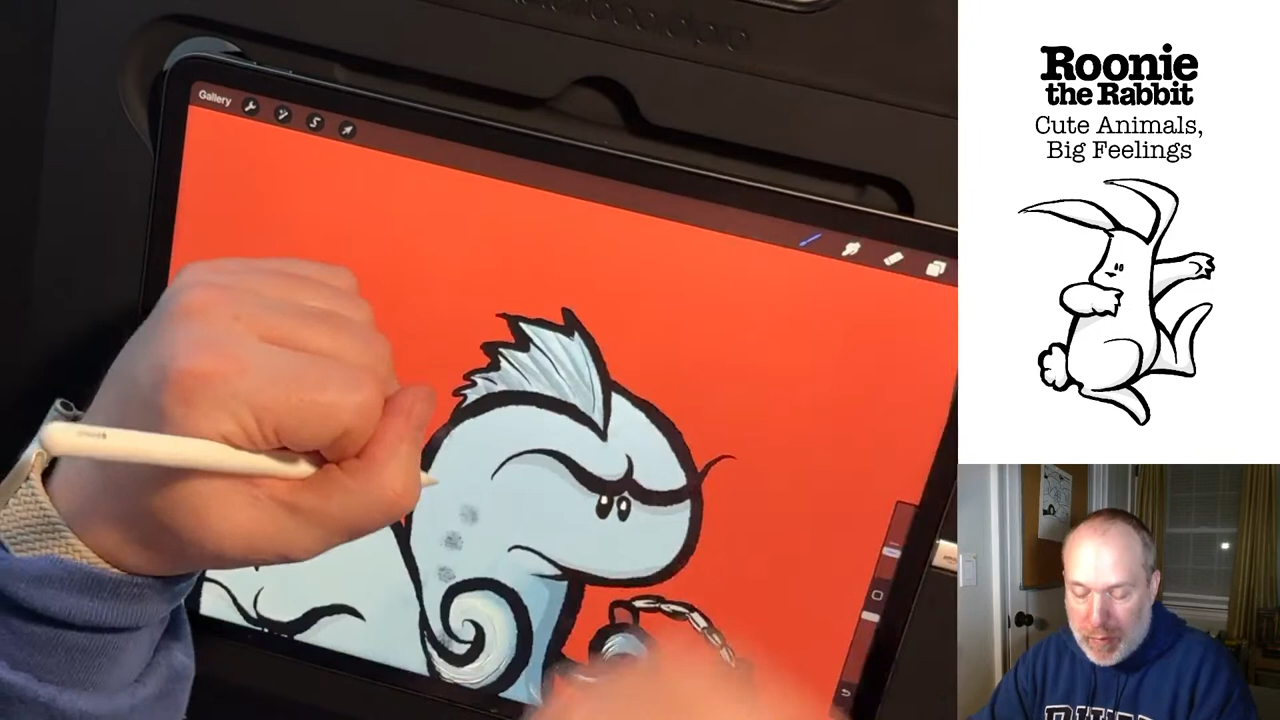 Gallery
Roonie
the Rabbit
Cute Animals,
Big Feelings